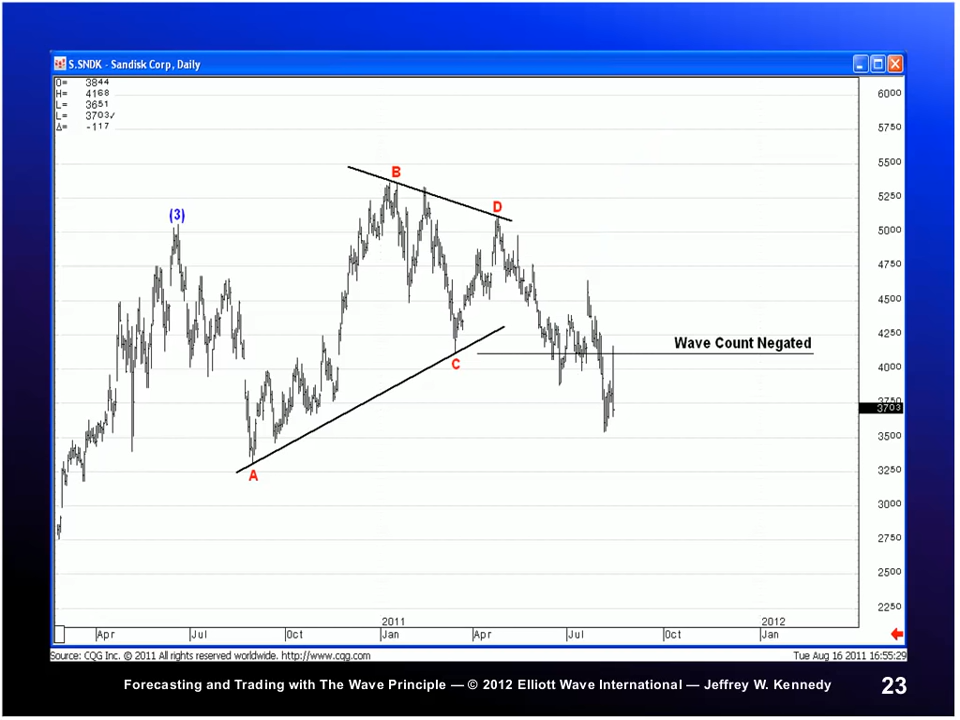 S.SNDK - Sandisk Corp, Daily
O= 3844
H= 4168
L= 3651
L= 3703✓
Δ= -117
6000
5750
5500
5250
5000
4750
4500
4250
4000
3750
3703
3500
3250
3000
2750
2500
2250
(3)
B
D
Wave Count Negated
C
A
2011
2012
Apr
Jul
Oct
Jan
Apr
Jul
Oct
Jan
Source: CQG Inc. © 2011 All rights reserved worldwide. http://www.cqg.com
Tue Aug 16 2011 16:55:29
Forecasting and Trading with The Wave Principle — © 2012 Elliott Wave International — Jeffrey W. Kennedy
23